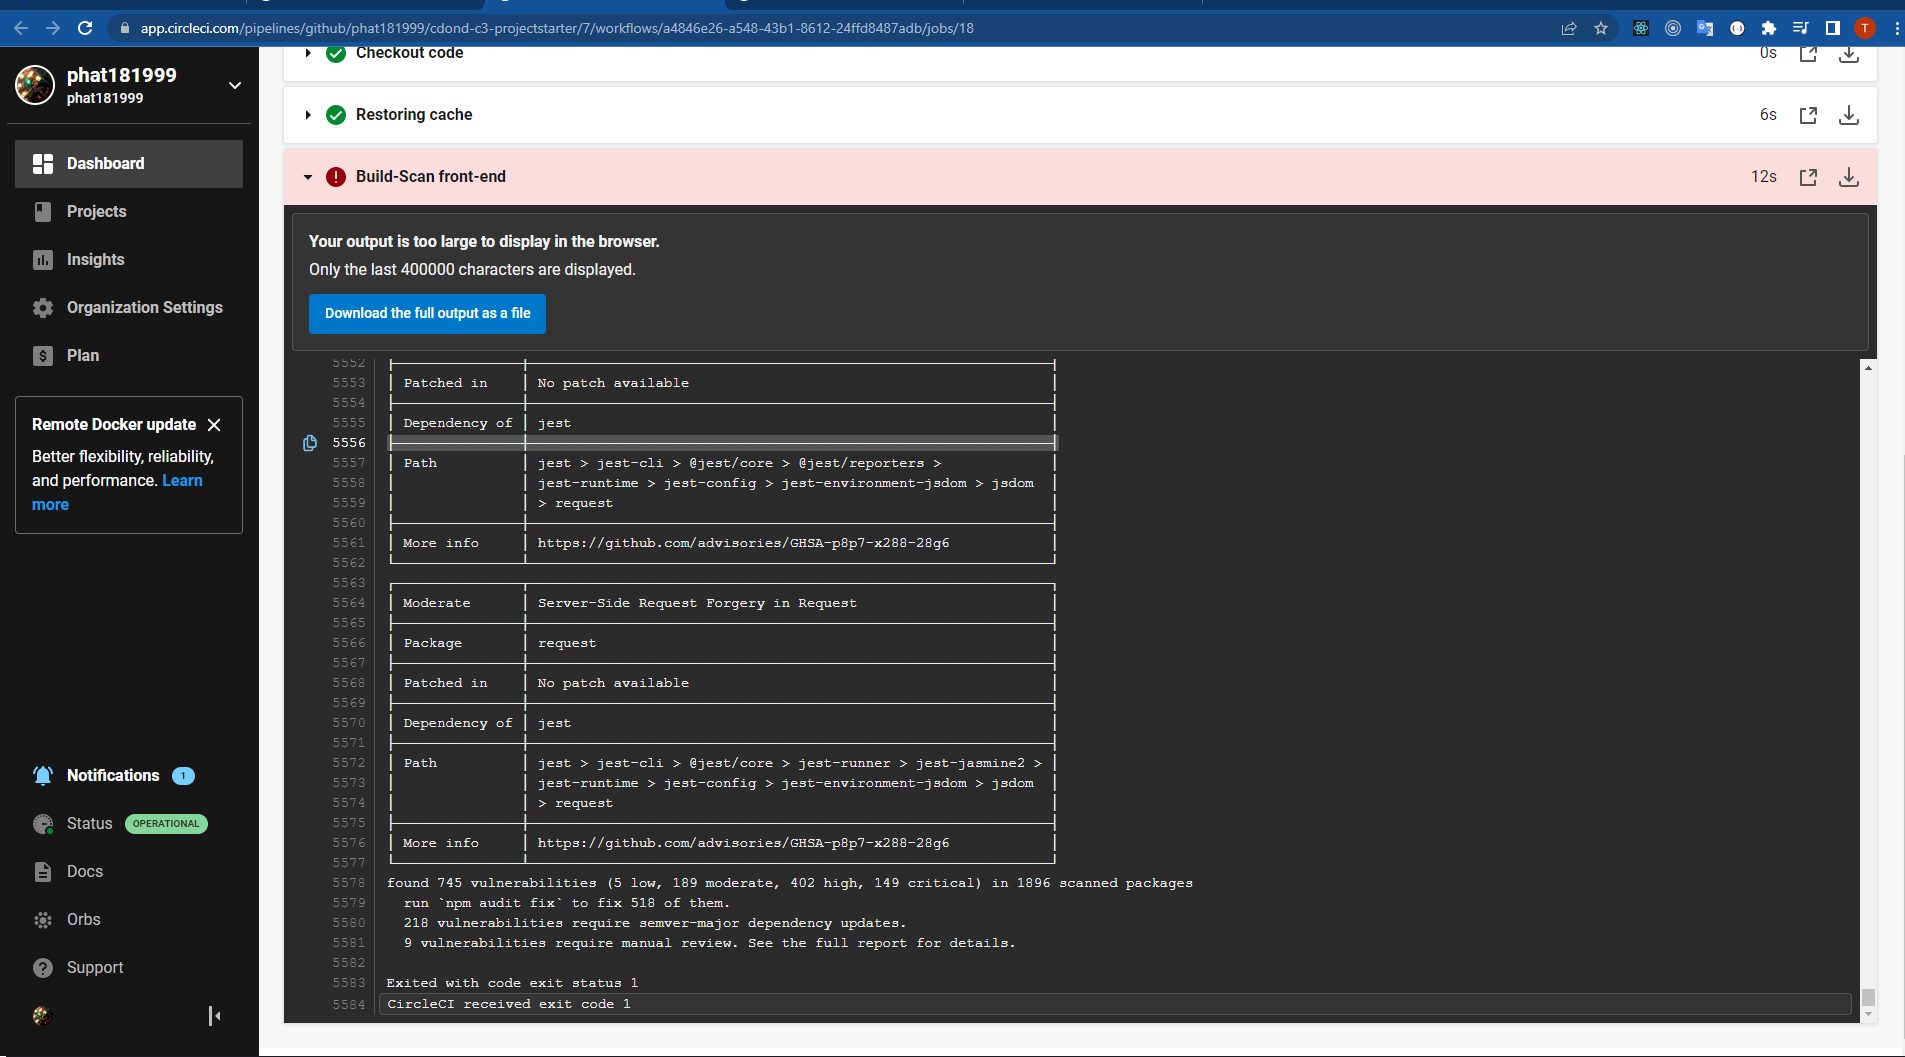 app.circleci.com/pipelines/github/phat181999/cdond-c3-projectstarter/7/workflows/a4846e26-a548-43b1-8612-24ffd8487adb/jobs/18
T
phat181999
phat181999
Dashboard
Projects
Insights
Organization Settings
Plan
Remote Docker update
Better flexibility, reliability,
and performance. Learn
more
Notifications 1
Status OPERATIONAL
Docs
Orbs
Support
Checkout code 0s
Restoring cache 6s
Build-Scan front-end 12s
Your output is too large to display in the browser.
Only the last 400000 characters are displayed.
Download the full output as a file
5552
5553 Patched in No patch available
5554
5555 Dependency of jest
5556
5557 Path jest > jest-cli > @jest/core > @jest/reporters >
5558 jest-runtime > jest-config > jest-environment-jsdom > jsdom
5559 > request
5560
5561 More info https://github.com/advisories/GHSA-p8p7-x288-28g6
5562
5563
5564 Moderate Server-Side Request Forgery in Request
5565
5566 Package request
5567
5568 Patched in No patch available
5569
5570 Dependency of jest
5571
5572 Path jest > jest-cli > @jest/core > jest-runner > jest-jasmine2 >
5573 jest-runtime > jest-config > jest-environment-jsdom > jsdom
5574 > request
5575
5576 More info https://github.com/advisories/GHSA-p8p7-x288-28g6
5577
5578 found 745 vulnerabilities (5 low, 189 moderate, 402 high, 149 critical) in 1896 scanned packages
5579 run `npm audit fix` to fix 518 of them.
5580 218 vulnerabilities require semver-major dependency updates.
5581 9 vulnerabilities require manual review. See the full report for details.
5582
5583 Exited with code exit status 1
5584 CircleCI received exit code 1